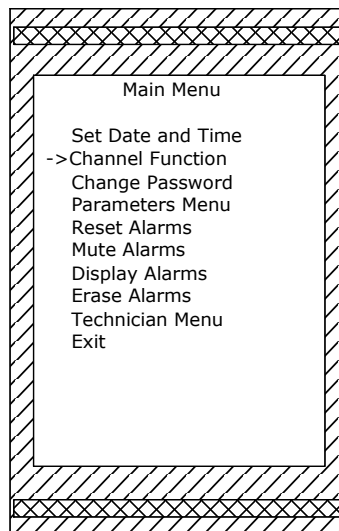 Main Menu
Set Date and Time
->Channel Function
Change Password
Parameters Menu
Reset Alarms
Mute Alarms
Display Alarms
Erase Alarms
Technician Menu
Exit